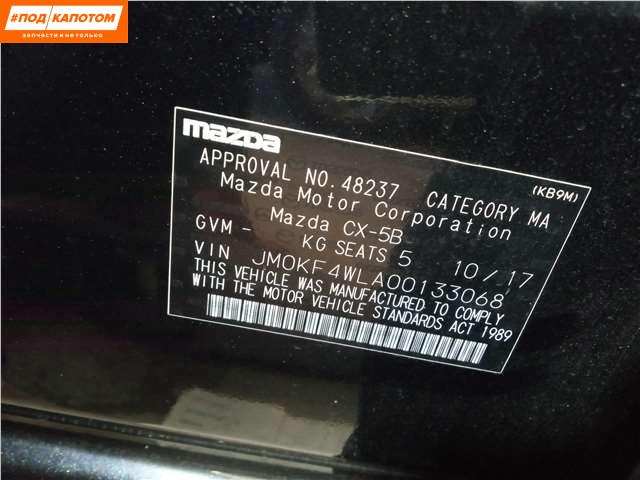 #ПОД КАПОТОМ
запчасти и не только
mazda
(KB9M)
APPROVAL NO. 48237 CATEGORY MA
Mazda Motor Corporation
Mazda CX-5B
GVM - KG SEATS 5 10/17
VIN JM0KF4WLA00133068
THIS VEHICLE WAS MANUFACTURED TO COMPLY
WITH THE MOTOR VEHICLE STANDARDS ACT 1989